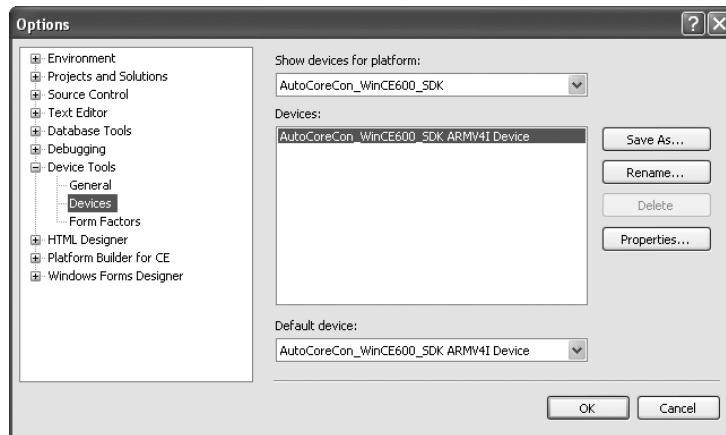 Options
Environment
Projects and Solutions
Source Control
Text Editor
Database Tools
Debugging
Device Tools
General
Devices
Form Factors
HTML Designer
Platform Builder for CE
Windows Forms Designer
Show devices for platform:
AutoCoreCon_WinCE600_SDK
Devices:
AutoCoreCon_WinCE600_SDK ARMV4I Device
Save As...
Rename...
Delete
Properties...
Default device:
AutoCoreCon_WinCE600_SDK ARMV4I Device
OK
Cancel